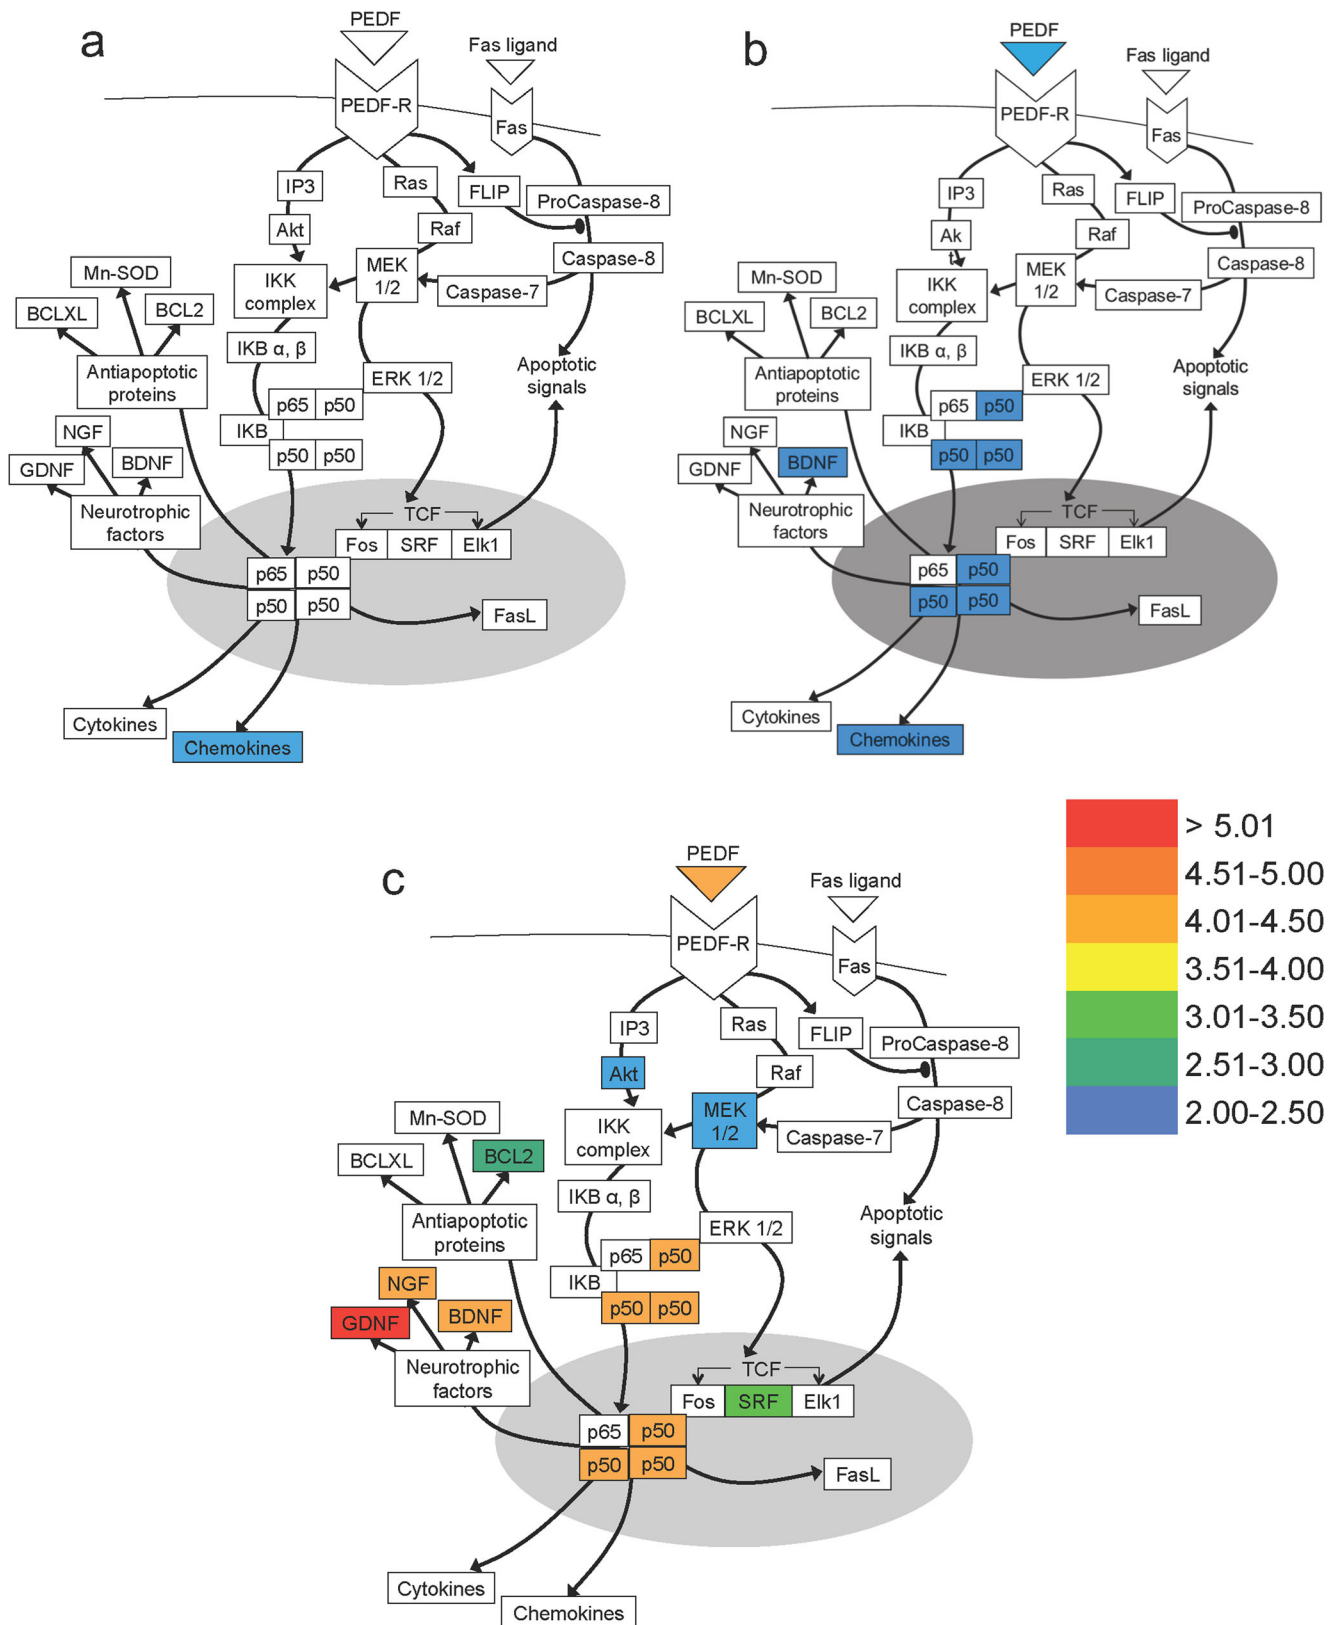 a
PEDF
Fas ligand
PEDF-R
Fas
IP3
Ras
FLIP
ProCaspase-8
Akt
Raf
Mn-SOD
IKK
complex
MEK
1/2
Caspase-8
Caspase-7
BCLXL
BCL2
IKB α, β
Antiapoptotic
proteins
ERK 1/2
Apoptotic
signals
p65 p50
IKB
p50 p50
NGF
GDNF
BDNF
Neurotrophic
factors
TCF
Fos SRF Elk1
p65 p50
p50 p50
FasL
Cytokines
Chemokines
b
PEDF
Fas ligand
PEDF-R
Fas
IP3
Ras
FLIP
ProCaspase-8
Ak
t
Raf
Mn-SOD
IKK
complex
MEK
1/2
Caspase-8
Caspase-7
BCLXL
BCL2
IKB α, β
Antiapoptotic
proteins
ERK 1/2
Apoptotic
signals
p65 p50
IKB
p50 p50
NGF
GDNF
BDNF
Neurotrophic
factors
TCF
Fos SRF Elk1
p65 p50
p50 p50
FasL
Cytokines
Chemokines
c
PEDF
Fas ligand
PEDF-R
Fas
IP3
Ras
FLIP
ProCaspase-8
Akt
Raf
Mn-SOD
IKK
complex
MEK
1/2
Caspase-8
Caspase-7
BCLXL
BCL2
IKB α, β
Antiapoptotic
proteins
ERK 1/2
Apoptotic
signals
p65 p50
IKB
p50 p50
NGF
GDNF
BDNF
Neurotrophic
factors
TCF
Fos SRF Elk1
p65 p50
p50 p50
FasL
Cytokines
Chemokines
> 5.01
4.51-5.00
4.01-4.50
3.51-4.00
3.01-3.50
2.51-3.00
2.00-2.50